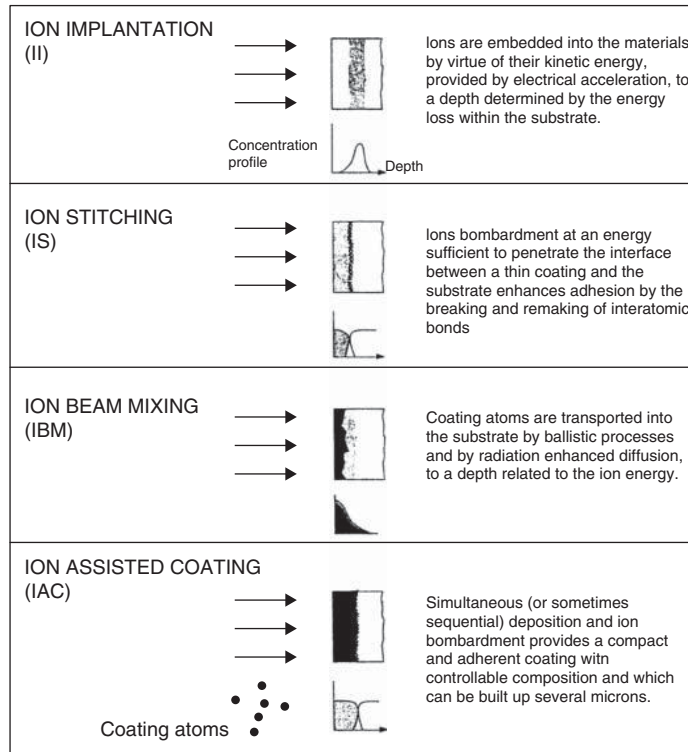 ION IMPLANTATION
(II)
Ions are embedded into the materials
by virtue of their kinetic energy,
provided by electrical acceleration, to
a depth determined by the energy
loss within the substrate.
Concentration
profile
Depth
ION STITCHING
(IS)
Ions bombardment at an energy
sufficient to penetrate the interface
between a thin coating and the
substrate enhances adhesion by the
breaking and remaking of interatomic
bonds
ION BEAM MIXING
(IBM)
Coating atoms are transported into
the substrate by ballistic processes
and by radiation enhanced diffusion,
to a depth related to the ion energy.
ION ASSISTED COATING
(IAC)
Simultaneous (or sometimes
sequential) deposition and ion
bombardment provides a compact
and adherent coating witn
controllable composition and which
can be built up several microns.
Coating atoms